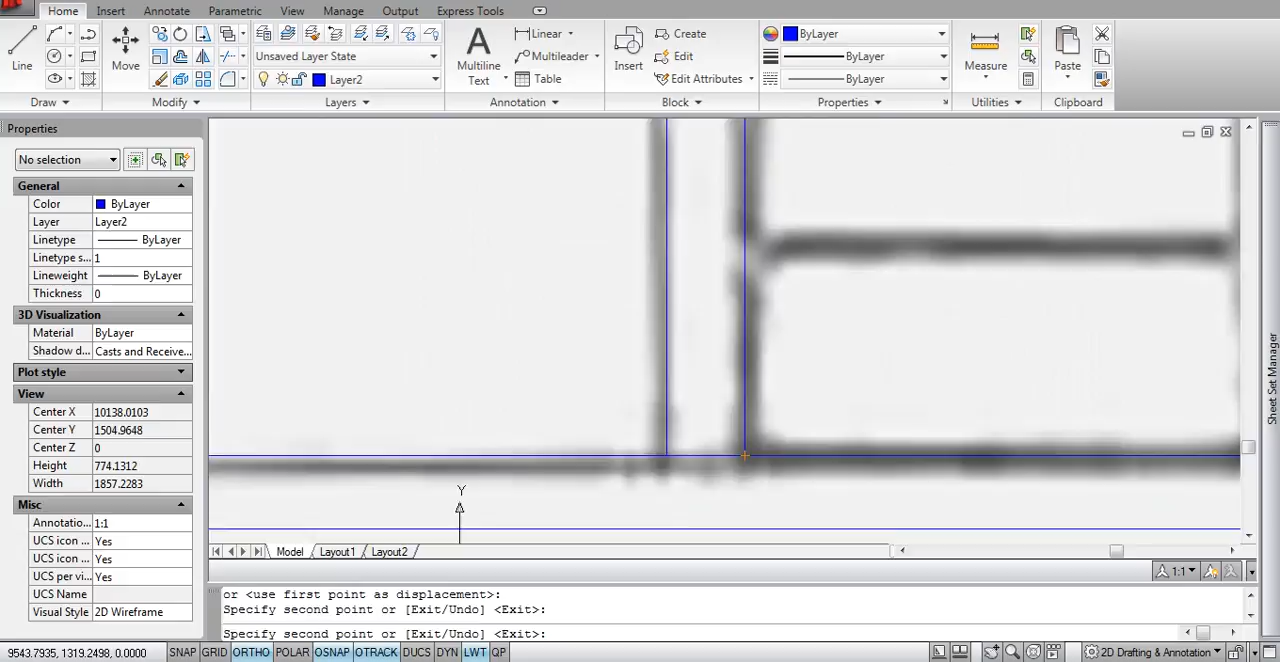 Home Insert Annotate Parametric View Manage Output Express Tools
Line Move Unsaved Layer State Multiline Text Linear Multileader Table Insert Create Edit Edit Attributes ByLayer ByLayer ByLayer Measure Paste
Layer2
Draw Modify Layers Annotation Block Properties Utilities Clipboard
Properties
No selection
General
Color ByLayer
Layer Layer2
Linetype ByLayer
Linetype s... 1
Lineweight ByLayer
Thickness 0
3D Visualization
Material ByLayer
Shadow d... Casts and Receive...
Plot style
View
Center X 10138.0103
Center Y 1504.9648
Center Z 0
Height 774.1312
Width 1857.2283
Misc
Annotatio... 1:1
UCS icon ... Yes
UCS icon ... Yes
UCS per vi... Yes
UCS Name
Visual Style 2D Wireframe
Y
Model Layout1 Layout2
1:1
or <use first point as displacement>:
Specify second point or [Exit/Undo] <Exit>:
Specify second point or [Exit/Undo] <Exit>:
9543.7935, 1319.2498, 0.0000 SNAP GRID ORTHO POLAR OSNAP OTRACK DUCS DYN LWT QP 2D Drafting & Annotation
Sheet Set Manager